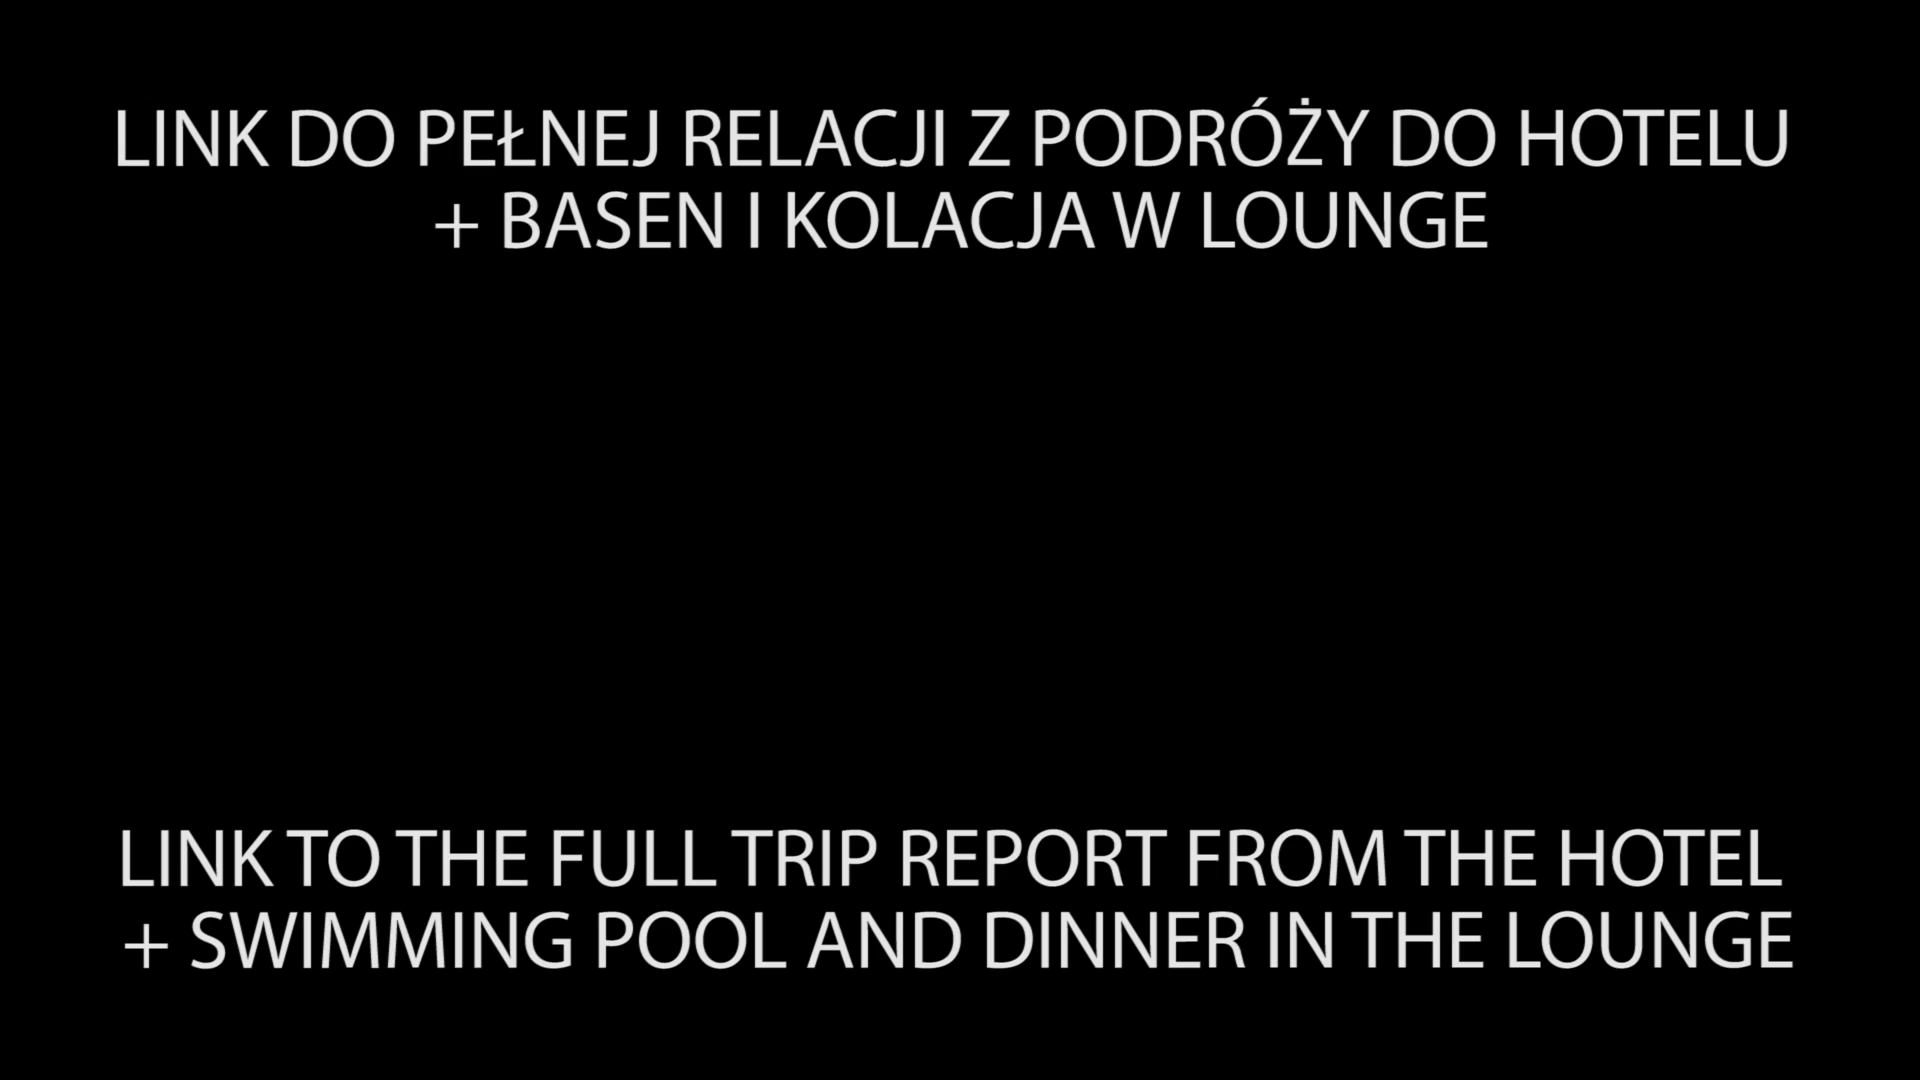 LINK DO PEŁNEJ RELACJI Z PODRÓŻY DO HOTELU
+ BASEN I KOLACJA W LOUNGE
LINK TO THE FULL TRIP REPORT FROM THE HOTEL
+ SWIMMING POOL AND DINNER IN THE LOUNGE